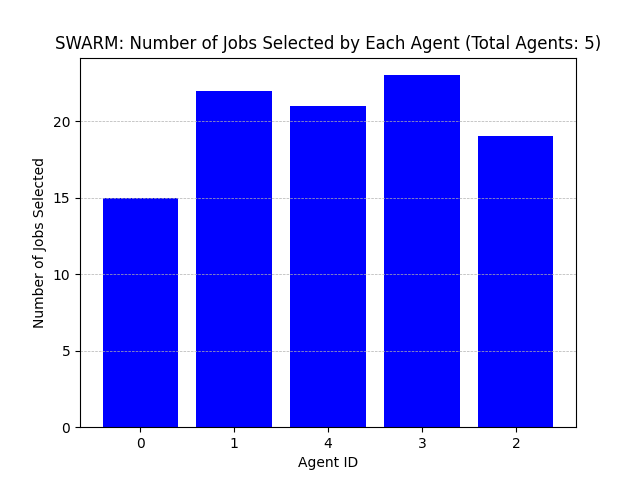 SWARM: Number of Jobs Selected by Each Agent (Total Agents: 5)
Number of Jobs Selected
20
15
10
5
0
0 1 4 3 2
Agent ID